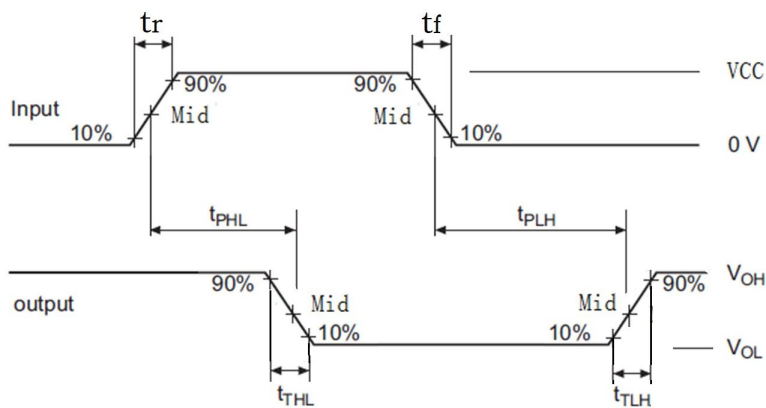 tr tf
90% 90% VCC
Input Mid Mid
10% 10% 0 V
tPHL tPLH
90% 90% VOH
output Mid Mid
10% 10%
VOL
tTHL tTLH